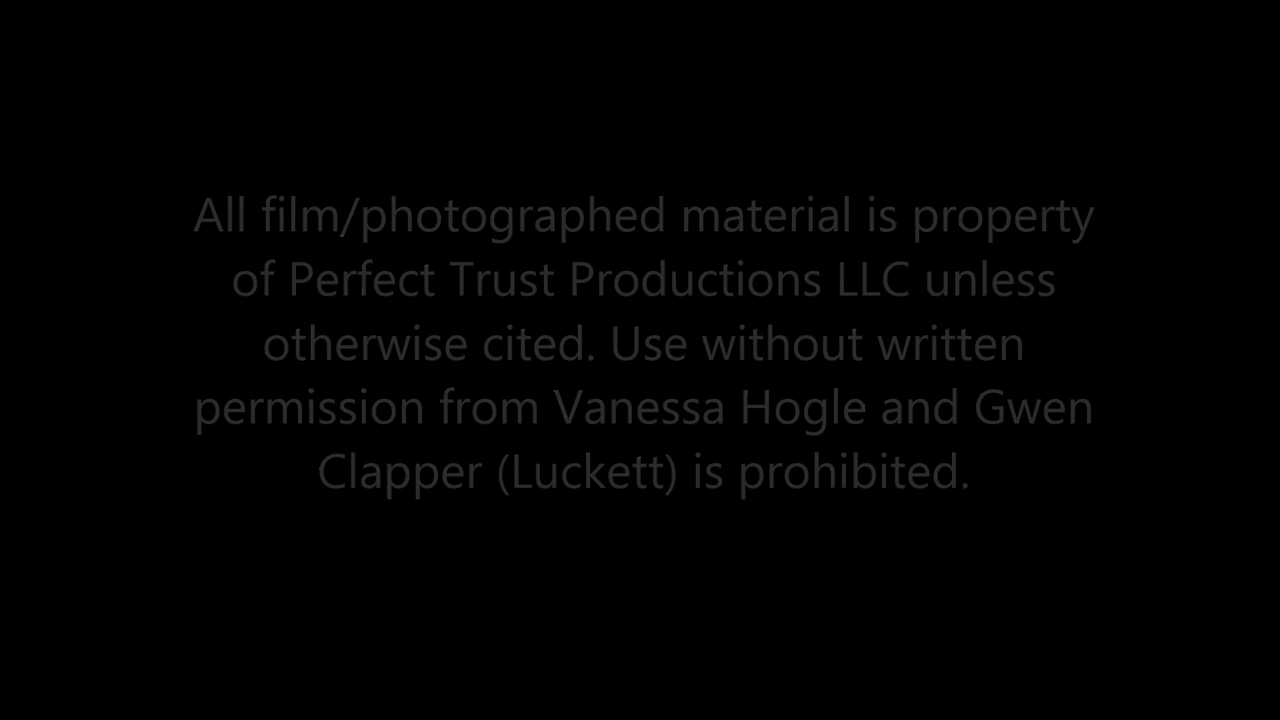 All film/photographed material is property
of Perfect Trust Productions LLC unless
otherwise cited. Use without written
permission from Vanessa Hogle and Gwen
Clapper (Luckett) is prohibited.